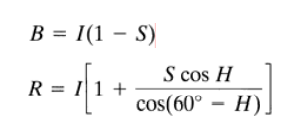 B = I(1 − S)
R = I[1 + S cos H / cos(60° − H)]